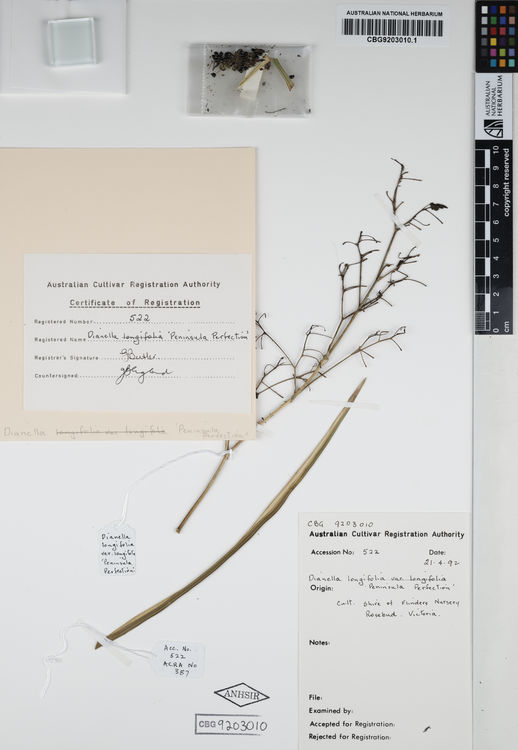 AUSTRALIAN NATIONAL HERBARIUM
CBG9203010.1
AUSTRALIAN
NATIONAL
HERBARIUM
copyright reserved
10
9
8
7
6
5
4
3
2
1
0
cm
Australian Cultivar Registration Authority
Certificate of Registration
Registered Number 522
Registered Name Dianella longifolia 'Peninsula Perfection'
Registrar's Signature
Countersigned
Dianella longifolia var longifolia 'Peninsula
Perfection'
Dianella
longifolia
var. longifolia
'Peninsula
Perfection'
Acc. No.
522
ACRA No
387
ANHSIR
CBG 9203010
CBG 9203010
Australian Cultivar Registration Authority
Accession No: 522 Date:
21.4.92
Dianella longifolia var. longifolia
Origin: 'Peninsula Perfection'
Cult. Shire of Flinders Nursery
Rosebud. Victoria.
Notes:
File:
Examined by:
Accepted for Registration:
Rejected for Registration: